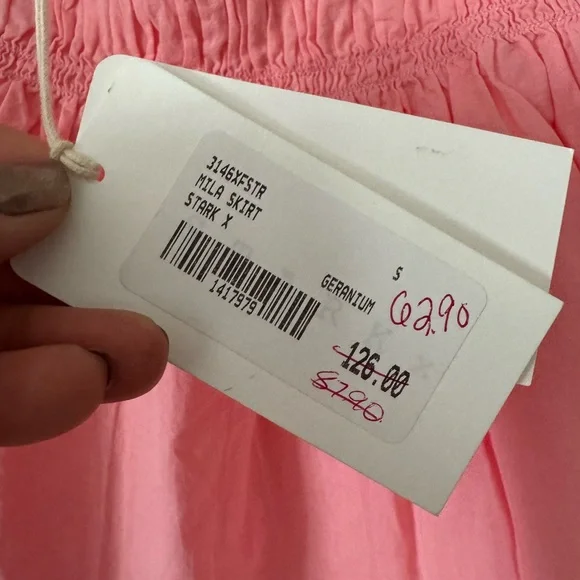 3146XFSTR
MILA SKIRT
STARK X
1417979
S
GERANIUM
62.90
126.00